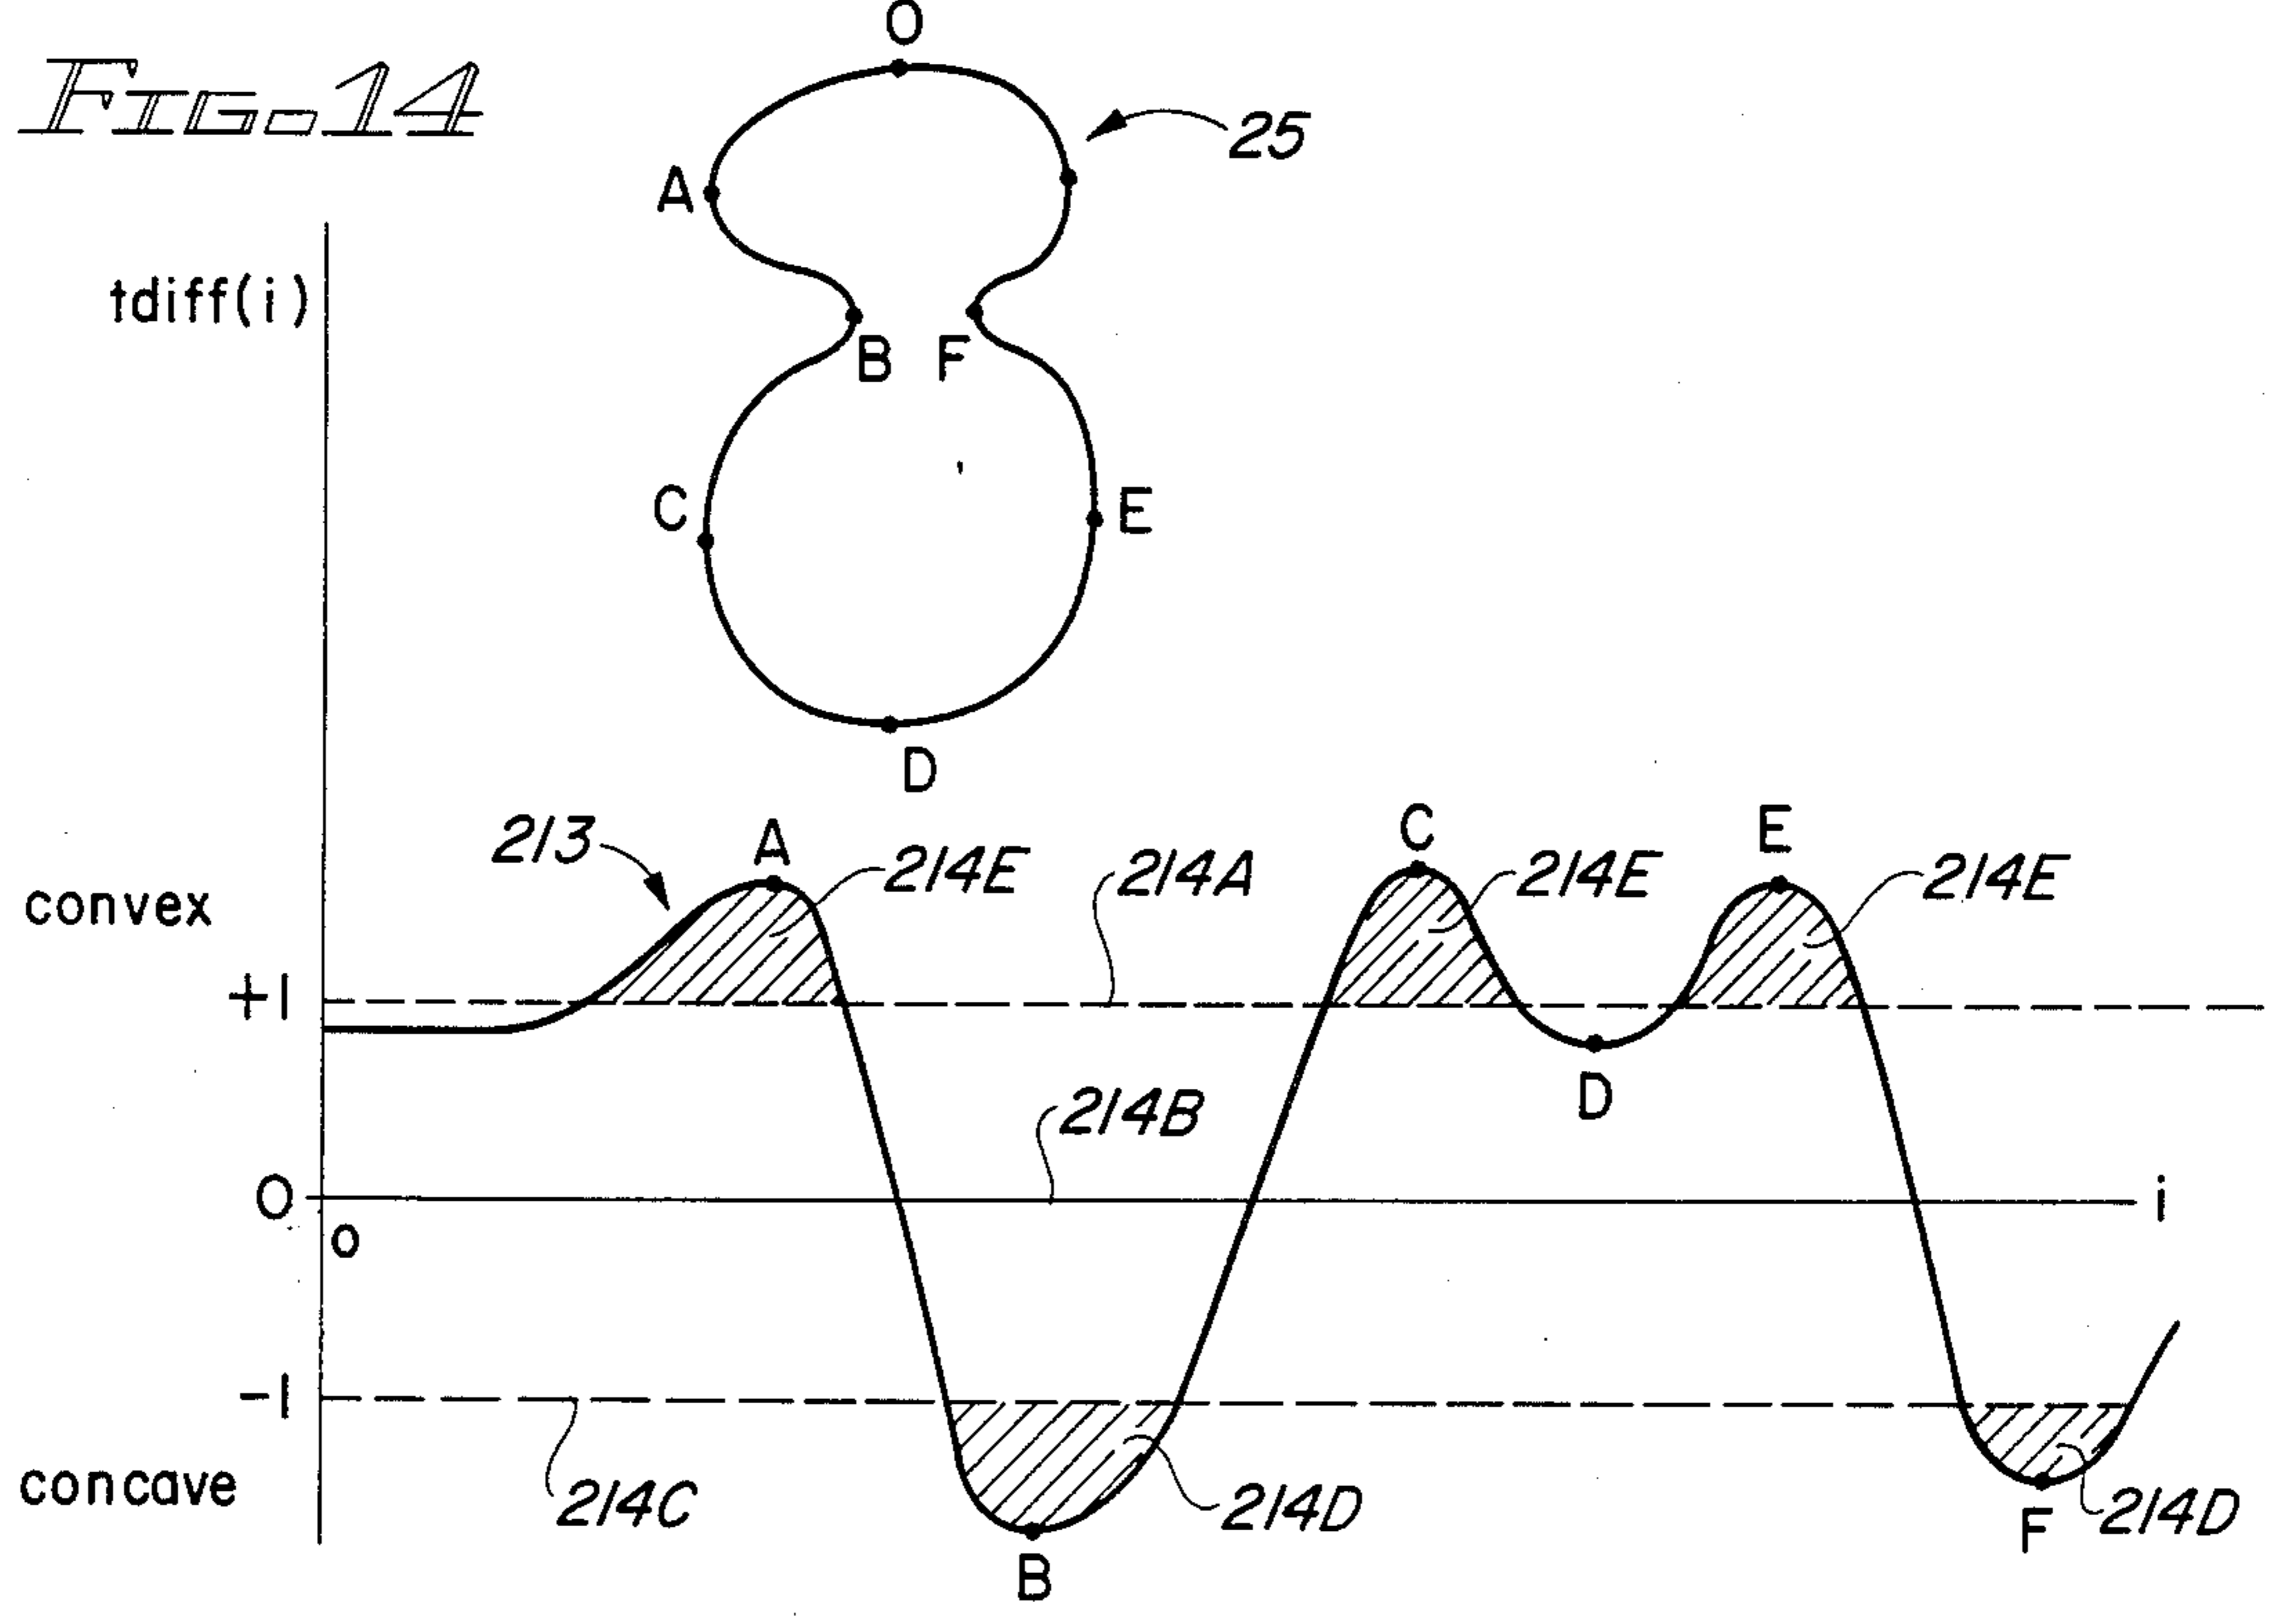 FIG. 14
O
25
A
tdiff(i)
B F
C E
D
213 A 214E 214A C 214E E 214E
convex
+1
D
214B
0 i
o
-1
concave 214C 214D 214D
F
B